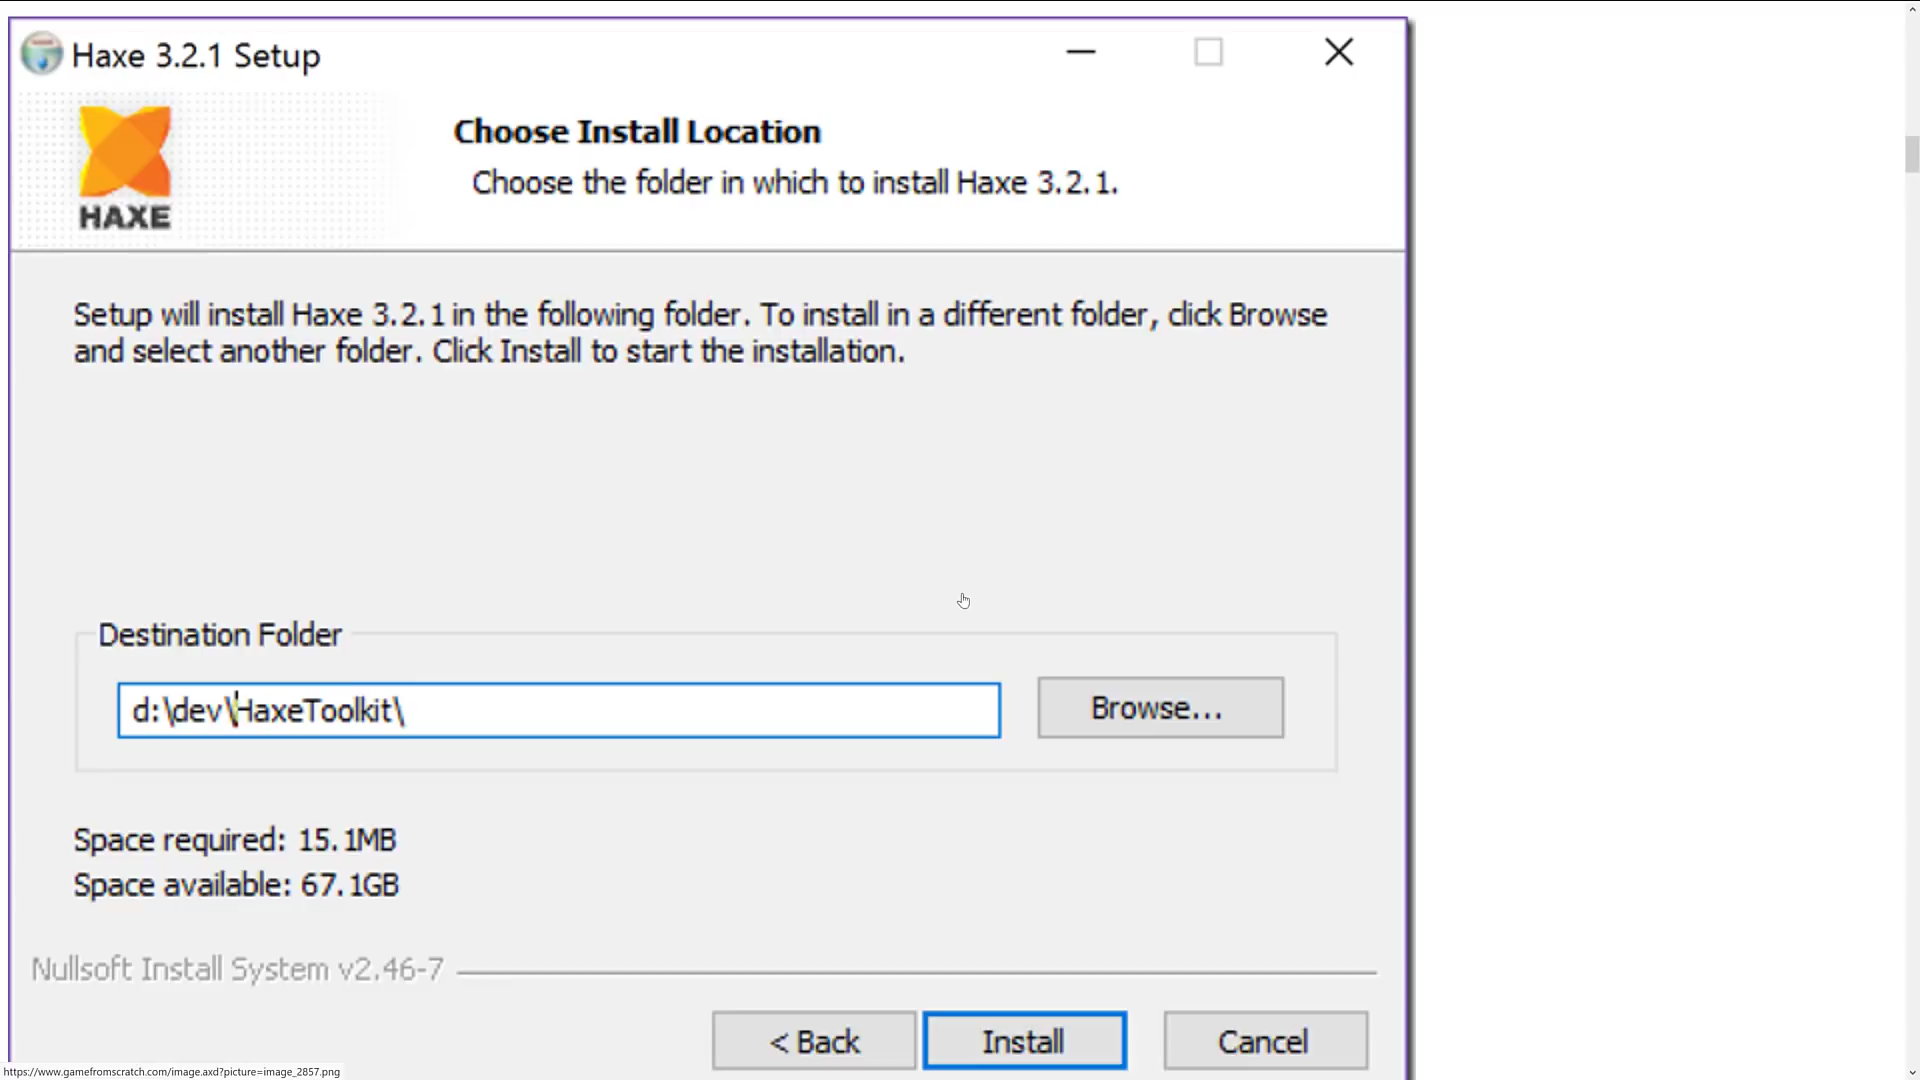 Haxe 3.2.1 Setup
HAXE
Choose Install Location
Choose the folder in which to install Haxe 3.2.1.
Setup will install Haxe 3.2.1 in the following folder. To install in a different folder, click Browse
and select another folder. Click Install to start the installation.
Destination Folder
d:\dev\HaxeToolkit\
Browse...
Space required: 15.1MB
Space available: 67.1GB
Nullsoft Install System v2.46-7
< Back
Install
Cancel
https://www.gamefromscratch.com/image.axd?picture=image_2857.png